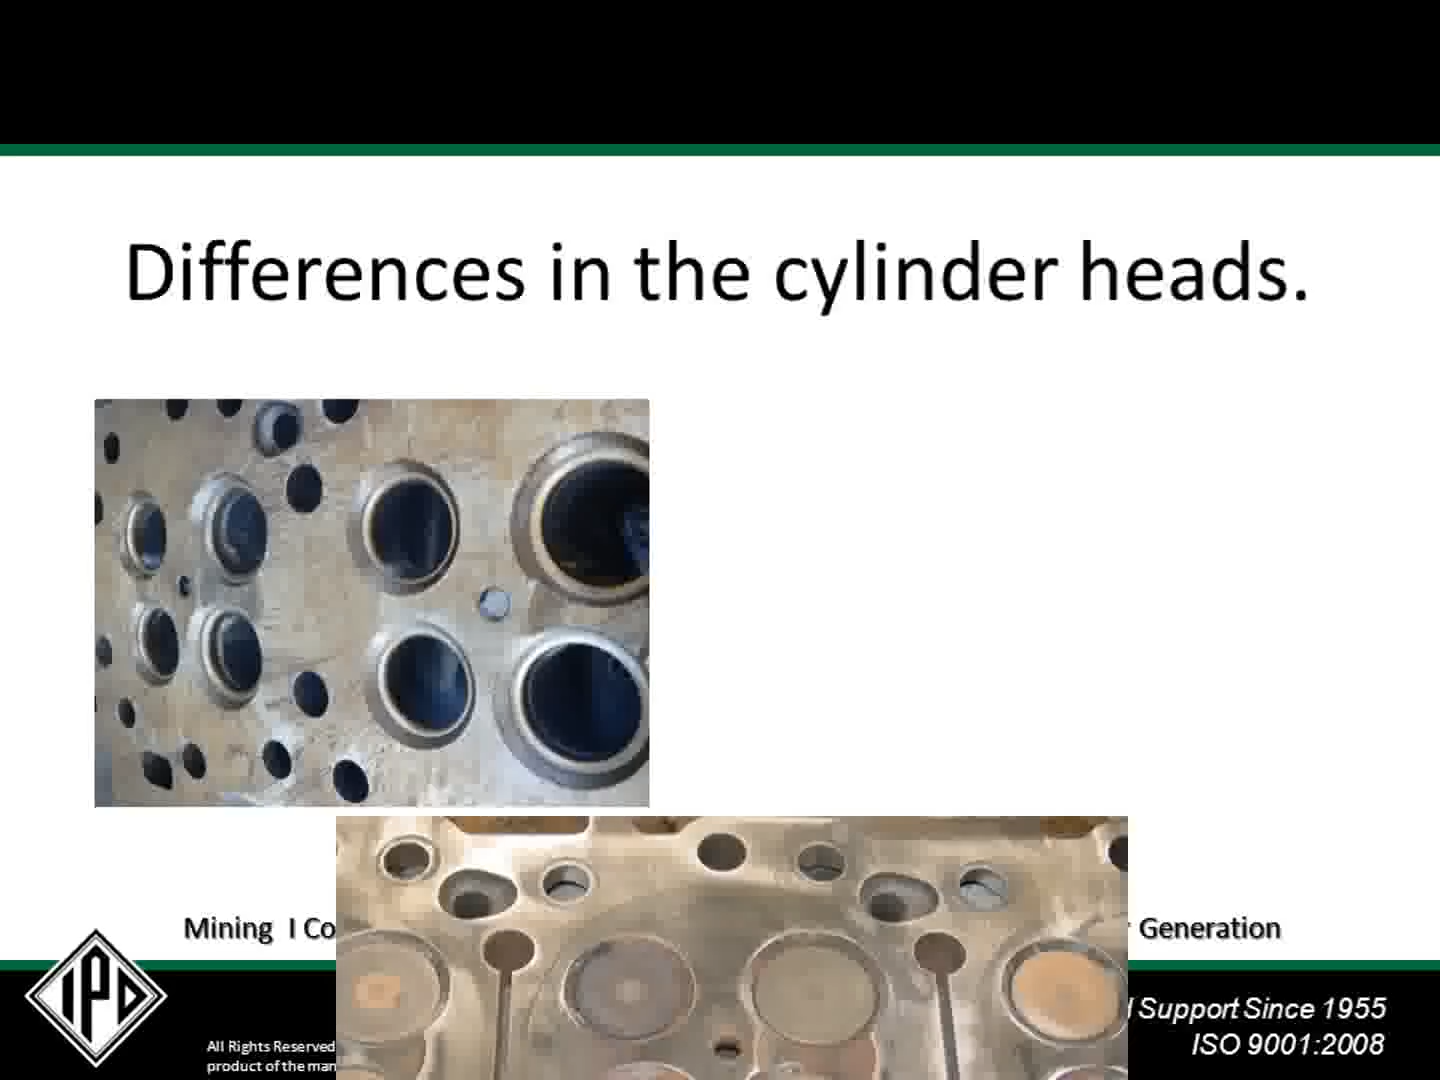 Differences in the cylinder heads.
Mining I Co
Generation
IPD
Support Since 1955
ISO 9001:2008
All Rights Reserved
product of the man